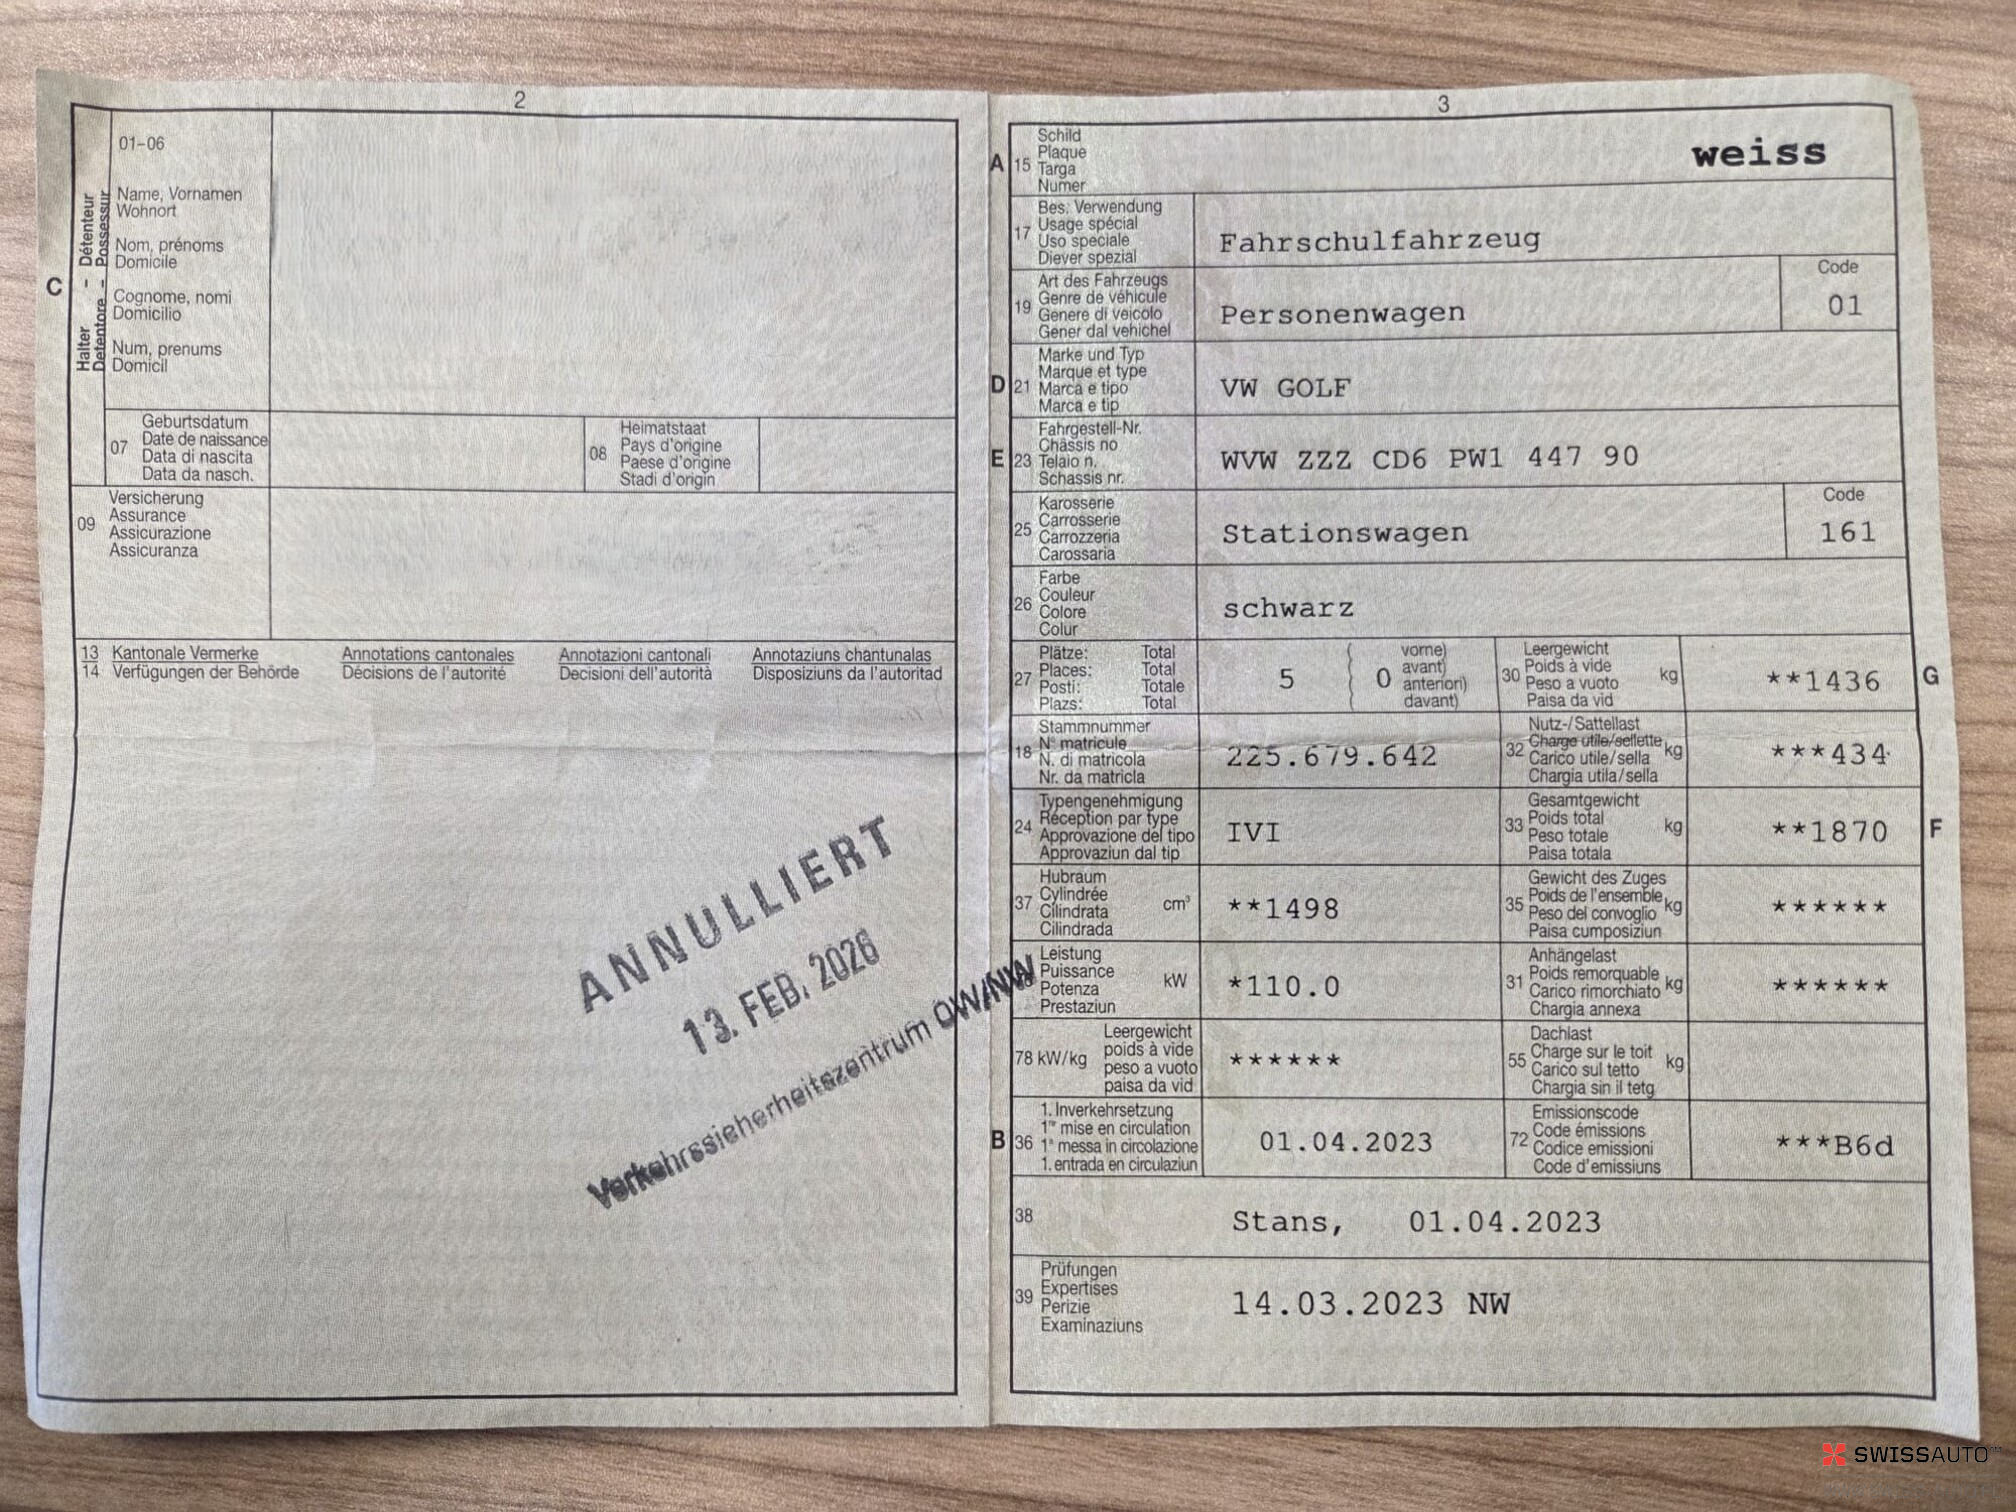 2
01–06
Name, Vornamen
Wohnort
Nom, prénoms
Domicile
Cognome, nomi
Domicilio
Num, prenums
Domicil
C
Halter - Détenteur
Detentore - Possessur
07
Geburtsdatum
Date de naissance
Data di nascita
Data da nasch.
08
Heimatstaat
Pays d'origine
Paese d'origine
Stadi d'origin
09
Versicherung
Assurance
Assicurazione
Assicuranza
13 Kantonale Vermerke Annotations cantonales Annotazioni cantonali Annotaziuns chantunalas
14 Verfügungen der Behörde Décisions de l'autorité Decisioni dell'autorità Disposiziuns da l'autoritad
ANNULLIERT
13. FEB. 2026
Verkehrssicherheitszentrum OW/NW
3
A 15
Schild
Plaque
Targa
Numer
weiss
17
Bes. Verwendung
Usage spécial
Uso speciale
Diever spezial
Fahrschulfahrzeug
19
Art des Fahrzeugs
Genre de véhicule
Genere di veicolo
Gener dal vehichel
Personenwagen
Code
01
D 21
Marke und Typ
Marque et type
Marca e tipo
Marca e tip
VW GOLF
E 23
Fahrgestell-Nr.
Châssis no
Telaio n.
Schassis nr.
WVW ZZZ CD6 PW1 447 90
25
Karosserie
Carrosserie
Carrozzeria
Carossaria
Stationswagen
Code
161
26
Farbe
Couleur
Colore
Colur
schwarz
27
Plätze: Total
Places: Total
Posti: Totale
Plazs: Total
5
0
vorne)
avant)
anteriori)
davant)
30
Leergewicht
Poids à vide
Peso a vuoto
Paisa da vid
kg
**1436
G
18
Stammnummer
N° matricule
N. di matricola
Nr. da matricla
225.679.642
32
Nutz-/Sattellast
Charge utile/sellette
Carico utile/sella
Chargia utila/sella
kg
***434
24
Typengenehmigung
Réception par type
Approvazione del tipo
Approvaziun dal tip
IVI
33
Gesamtgewicht
Poids total
Peso totale
Paisa totala
kg
**1870
F
37
Hubraum
Cylindrée
Cilindrata
Cilindrada
cm³
**1498
35
Gewicht des Zuges
Poids de l'ensemble
Peso del convoglio
Paisa cumposiziun
kg
******
Leistung
Puissance
Potenza
Prestaziun
kW
*110.0
31
Anhängelast
Poids remorquable
Carico rimorchiato
Chargia annexa
kg
******
78 kW/kg
Leergewicht
poids à vide
peso a vuoto
paisa da vid
******
55
Dachlast
Charge sur le toit
Carico sul tetto
Chargia sin il tetg
kg
B 36
1. Inverkehrsetzung
1re mise en circulation
1a messa in circolazione
1. entrada en circulaziun
01.04.2023
72
Emissionscode
Code émissions
Codice emissioni
Code d'emissiuns
***B6d
38
Stans, 01.04.2023
39
Prüfungen
Expertises
Perizie
Examinaziuns
14.03.2023 NW
SWISSAUTO